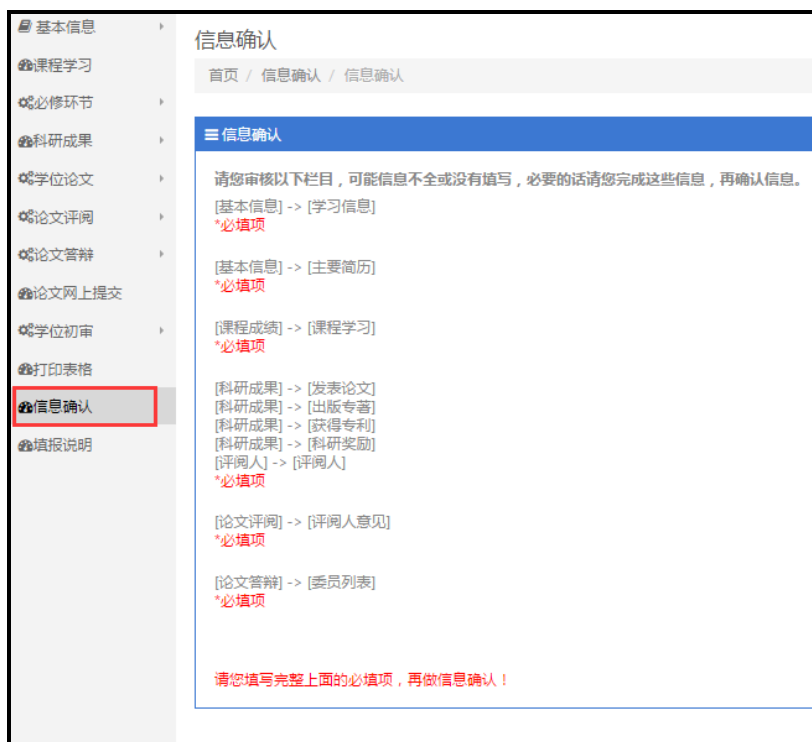 基本信息
课程学习
必修环节
科研成果
学位论文
论文评阅
论文答辩
论文网上提交
学位初审
打印表格
信息确认
填报说明
信息确认
首页 / 信息确认 / 信息确认
信息确认
请您审核以下栏目，可能信息不全或没有填写，必要的话请您完成这些信息，再确认信息。
[基本信息] -> [学习信息]
*必填项
[基本信息] -> [主要简历]
*必填项
[课程成绩] -> [课程学习]
*必填项
[科研成果] -> [发表论文]
[科研成果] -> [出版专著]
[科研成果] -> [获得专利]
[科研成果] -> [科研奖励]
[评阅人] -> [评阅人]
*必填项
[论文评阅] -> [评阅人意见]
*必填项
[论文答辩] -> [委员列表]
*必填项
请您填写完整上面的必填项，再做信息确认！